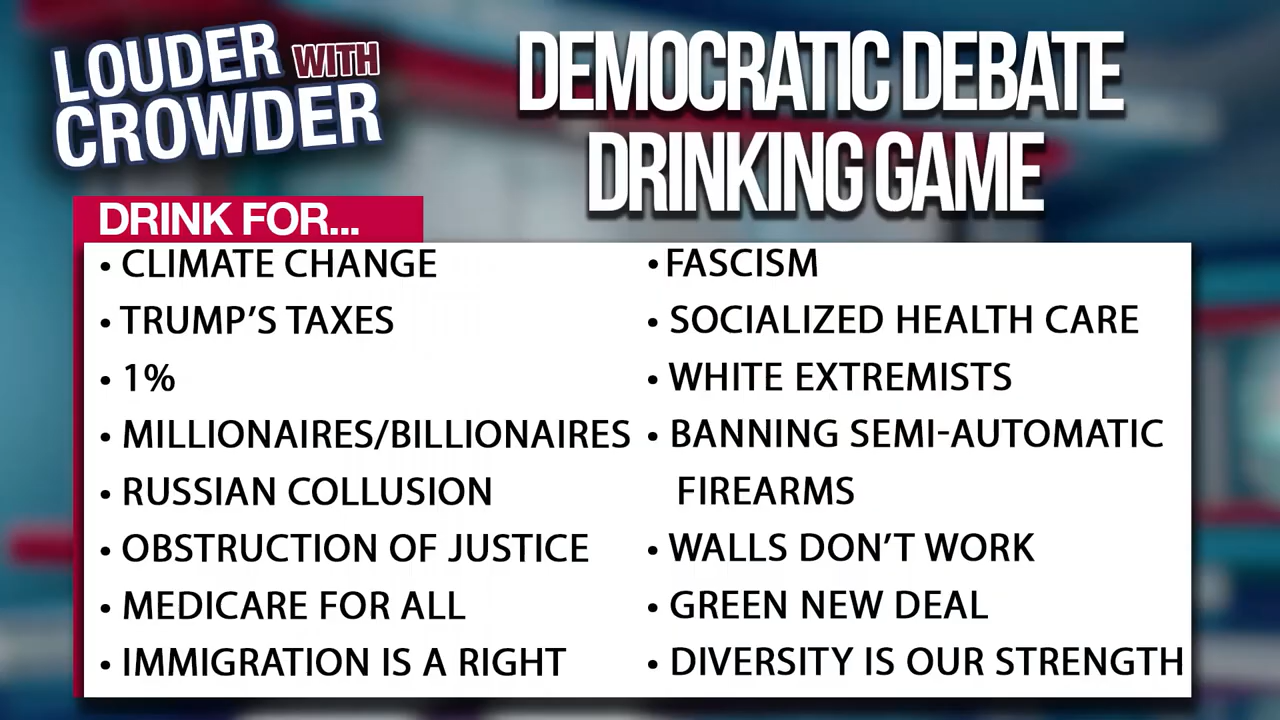 LOUDER WITH
CROWDER
DEMOCRATIC DEBATE
DRINKING GAME
DRINK FOR...
• CLIMATE CHANGE
• TRUMP'S TAXES
• 1%
• MILLIONAIRES/BILLIONAIRES
• RUSSIAN COLLUSION
• OBSTRUCTION OF JUSTICE
• MEDICARE FOR ALL
• IMMIGRATION IS A RIGHT
• FASCISM
• SOCIALIZED HEALTH CARE
• WHITE EXTREMISTS
• BANNING SEMI-AUTOMATIC
FIREARMS
• WALLS DON'T WORK
• GREEN NEW DEAL
• DIVERSITY IS OUR STRENGTH